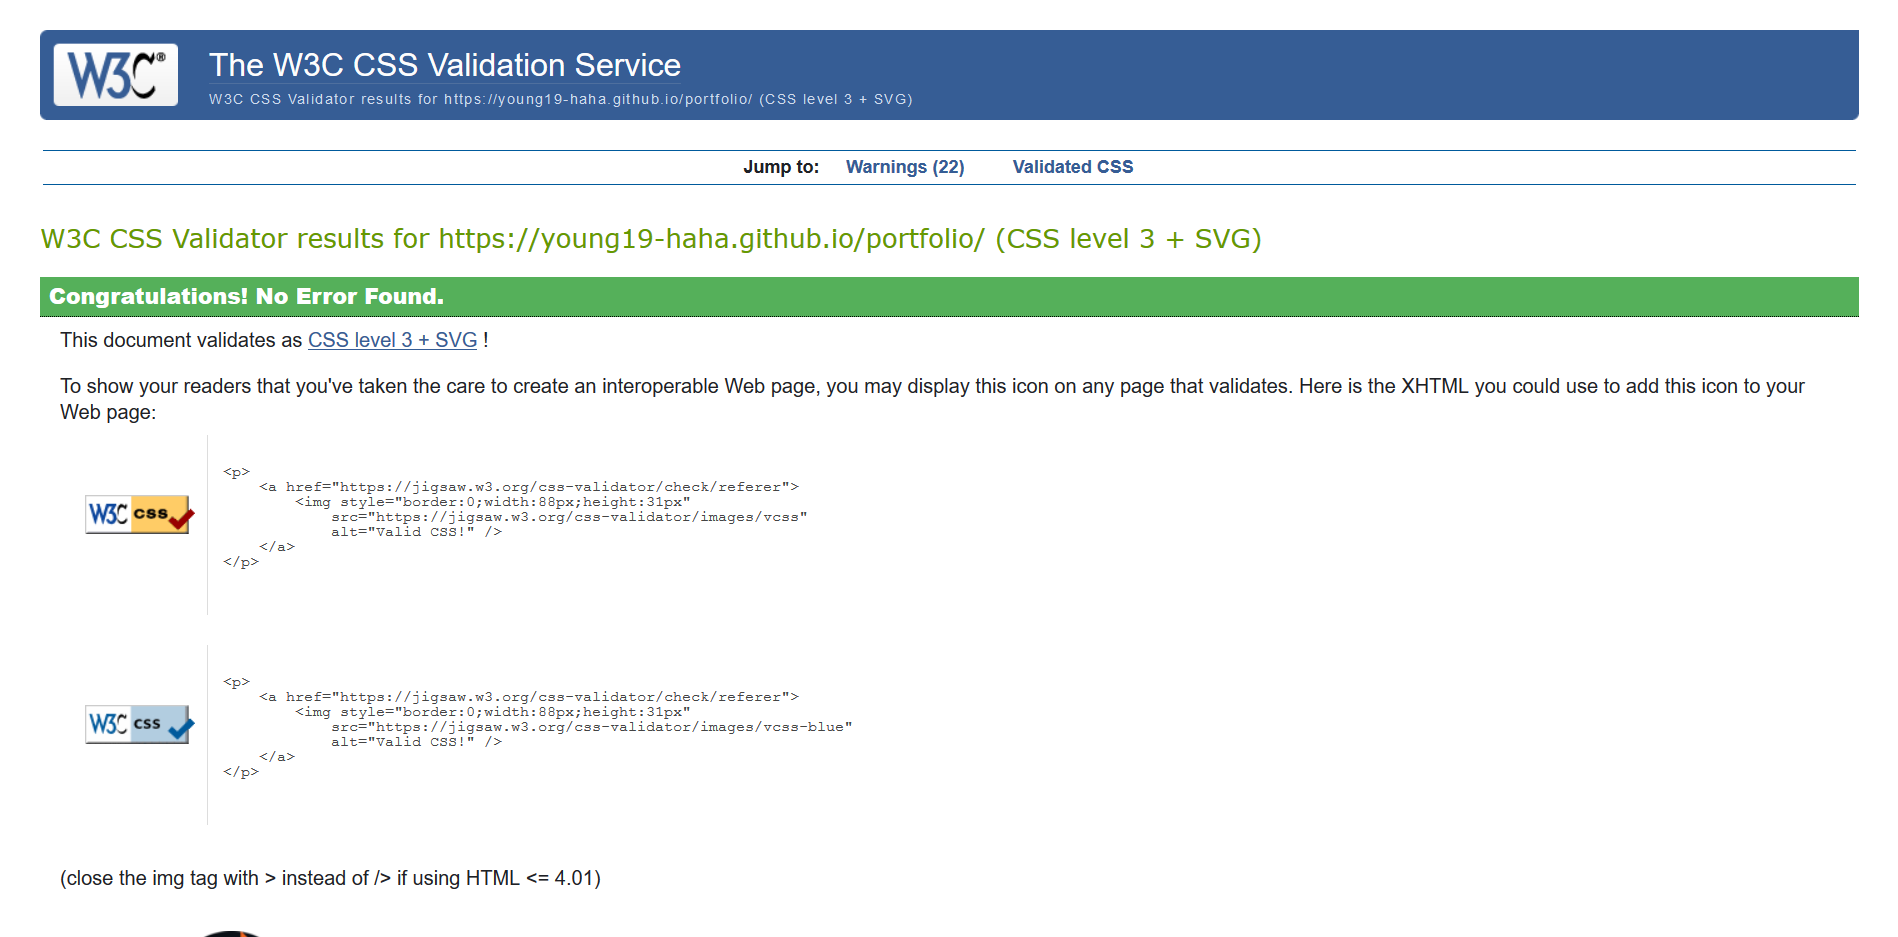 W3C®
The W3C CSS Validation Service
W3C CSS Validator results for https://young19-haha.github.io/portfolio/ (CSS level 3 + SVG)
Jump to: Warnings (22) Validated CSS
W3C CSS Validator results for https://young19-haha.github.io/portfolio/ (CSS level 3 + SVG)
Congratulations! No Error Found.
This document validates as CSS level 3 + SVG !
To show your readers that you've taken the care to create an interoperable Web page, you may display this icon on any page that validates. Here is the XHTML you could use to add this icon to your
Web page:
W3C css
<p>
    <a href="https://jigsaw.w3.org/css-validator/check/referer">
        <img style="border:0;width:88px;height:31px"
            src="https://jigsaw.w3.org/css-validator/images/vcss"
            alt="Valid CSS!" />
    </a>
</p>
W3C css
<p>
    <a href="https://jigsaw.w3.org/css-validator/check/referer">
        <img style="border:0;width:88px;height:31px"
            src="https://jigsaw.w3.org/css-validator/images/vcss-blue"
            alt="Valid CSS!" />
    </a>
</p>
(close the img tag with > instead of /> if using HTML <= 4.01)